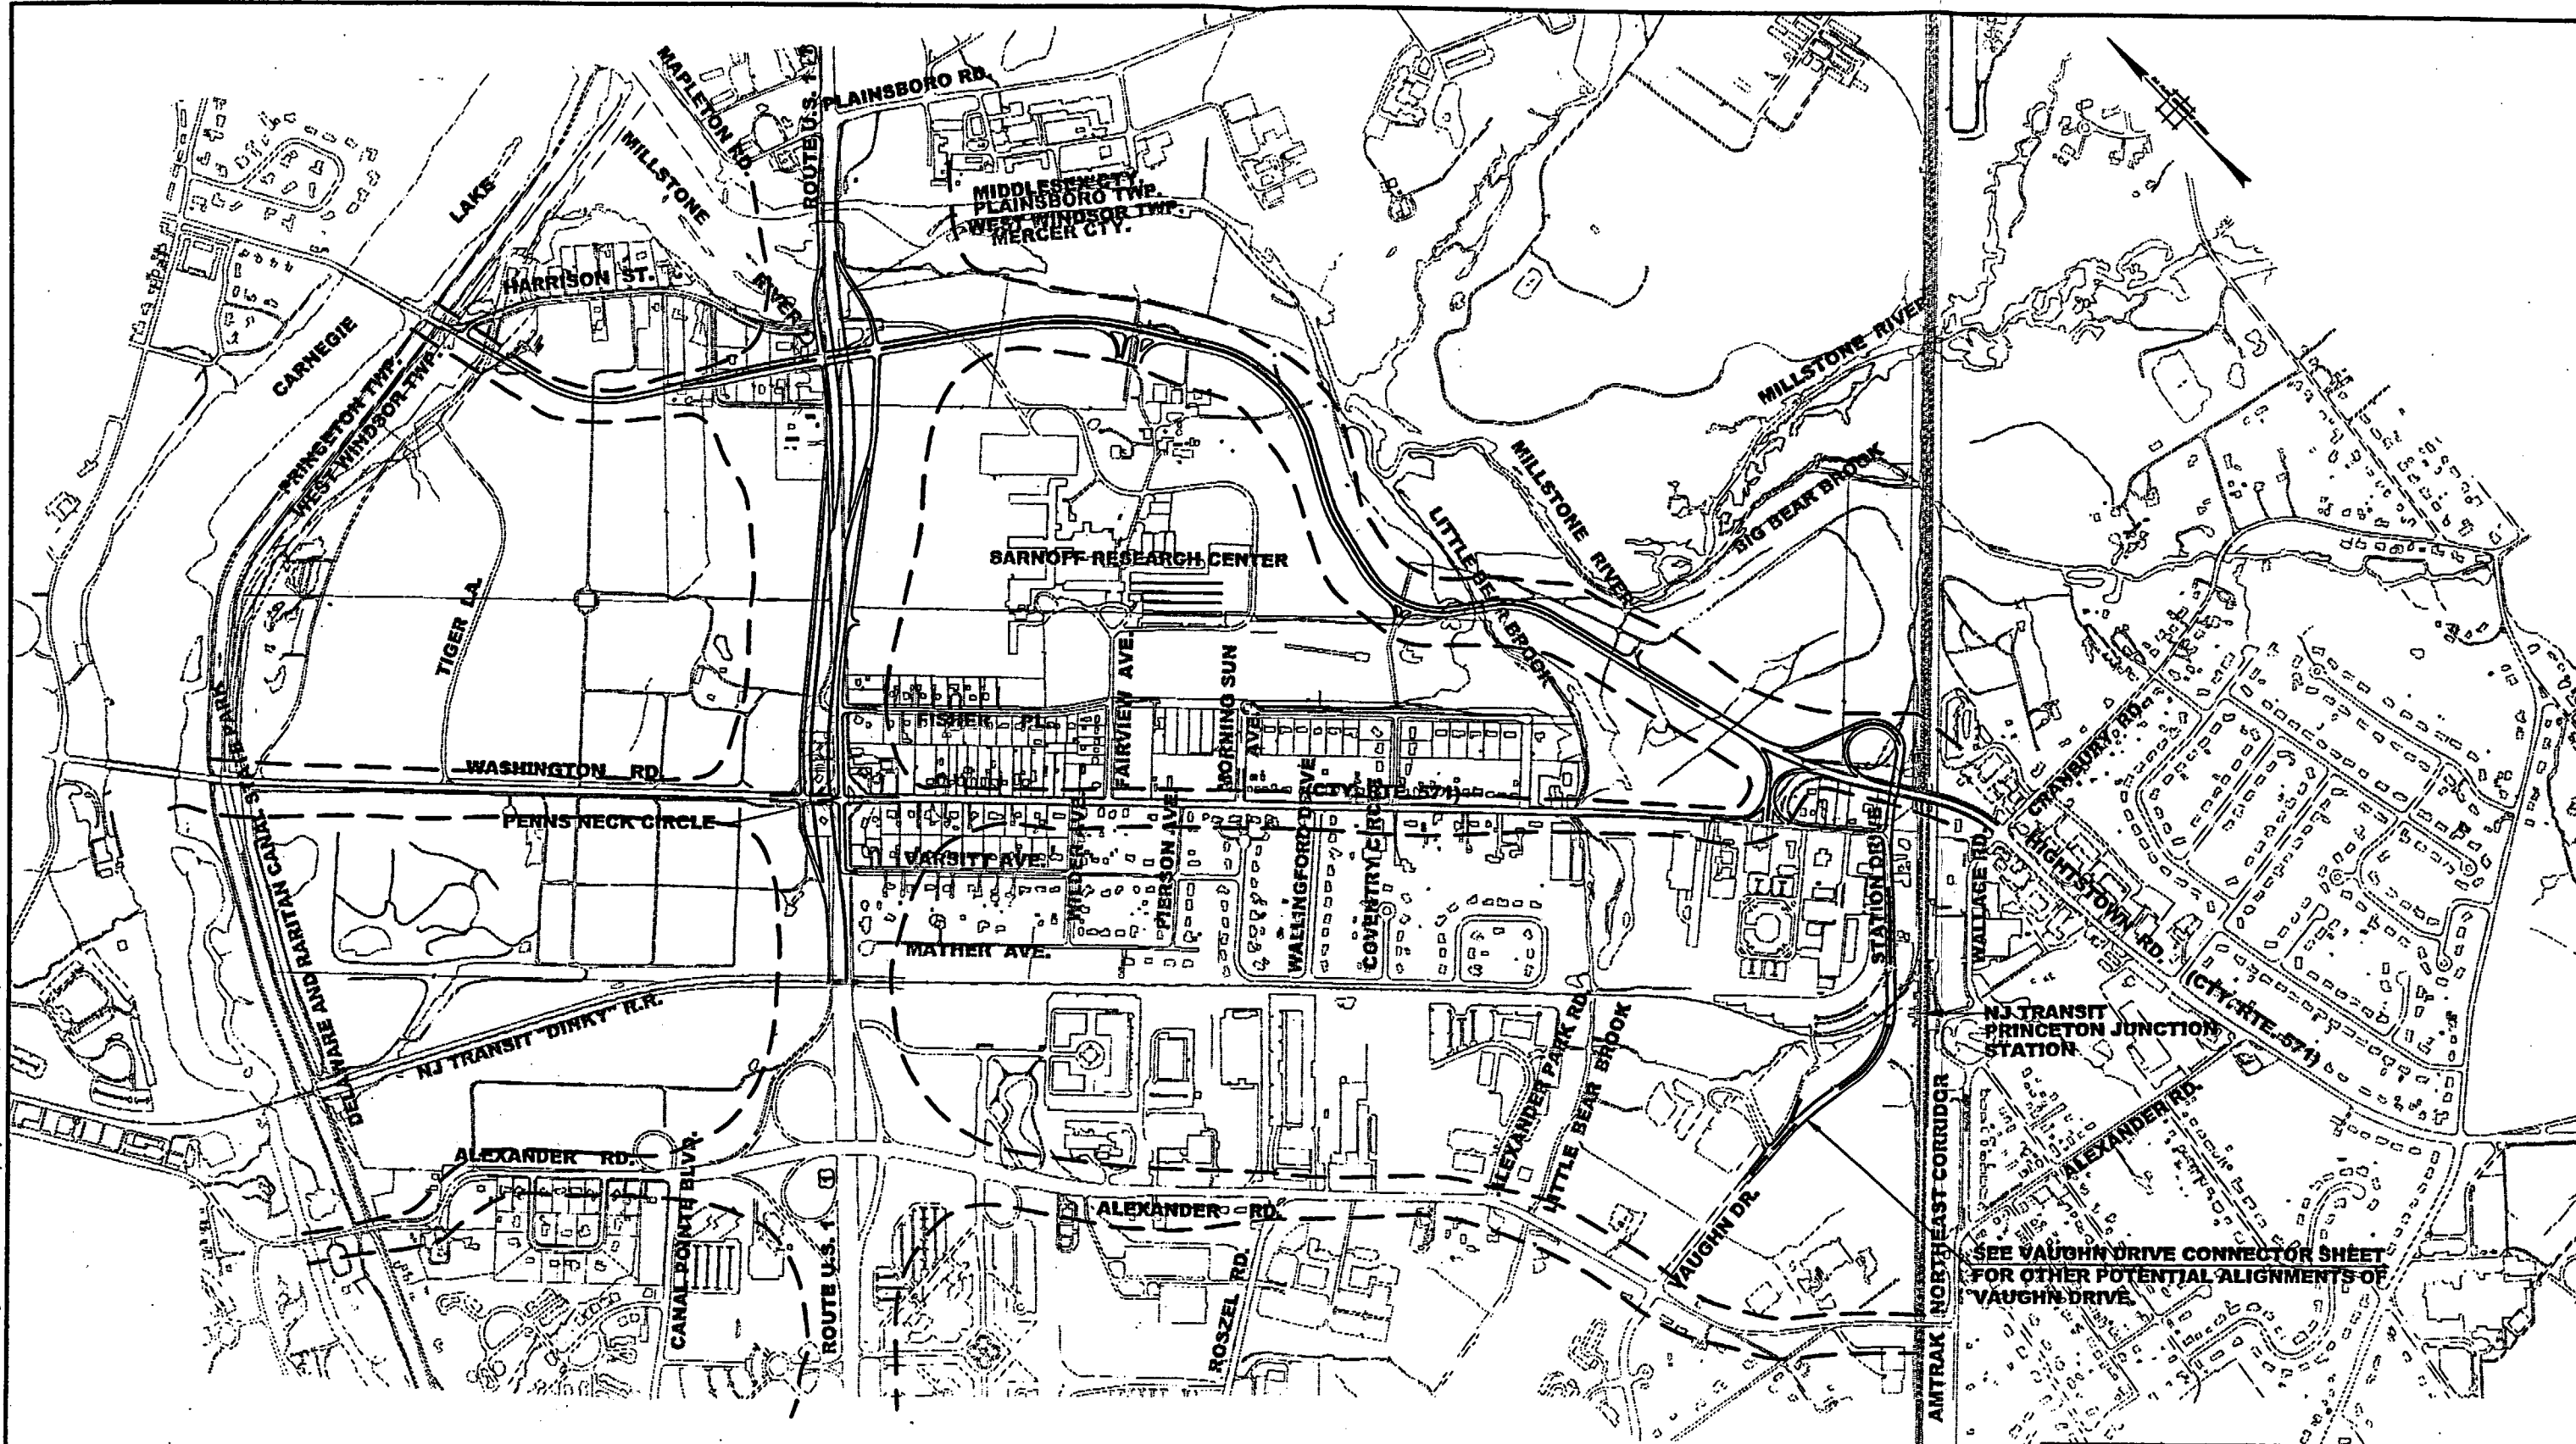 MAPLETON RD.
ROUTE U.S. 1
PLAINSBORO RD.
MILLSTONE
RIVER
LAKE
CARNEGIE
MIDDLESEX CTY.
PLAINSBORO TWP.
WEST WINDSOR TWP.
MERCER CTY.
HARRISON ST.
PRINCETON TWP.
WEST WINDSOR TWP.
MILLSTONE RIVER
MILLSTONE RIVER
BIG BEAR BROOK
LITTLE BEAR BROOK
SARNOFF RESEARCH CENTER
TIGER LA.
FAIRVIEW AVE.
MORNING SUN
AVE.
FISHER PL.
WASHINGTON RD.
(CTY. RTE. 571)
PENNS NECK CIRCLE
VARSITY AVE.
WILDER AVE.
PIERSON AVE.
WALLINGFORD DRIVE
COVENTRY CIRCLE
MATHER AVE.
STATION DRIVE
WALLACE RD.
CRANBURY RD.
HIGHTSTOWN RD.
(CTY. RTE. 571)
DELAWARE AND RARITAN CANAL STATE PARK
NJ TRANSIT "DINKY" R.R.
NJ TRANSIT
PRINCETON JUNCTION
STATION
ALEXANDER PARK RD.
LITTLE BEAR BROOK
ALEXANDER RD.
ALEXANDER RD.
ALEXANDER RD.
CANAL POINTE BLVD.
1
ROUTE U.S. 1
ROSZEL RD.
VAUGHN DR.
AMTRAK NORTHEAST CORRIDOR
SEE VAUGHN DRIVE CONNECTOR SHEET
FOR OTHER POTENTIAL ALIGNMENTS OF
VAUGHN DRIVE.